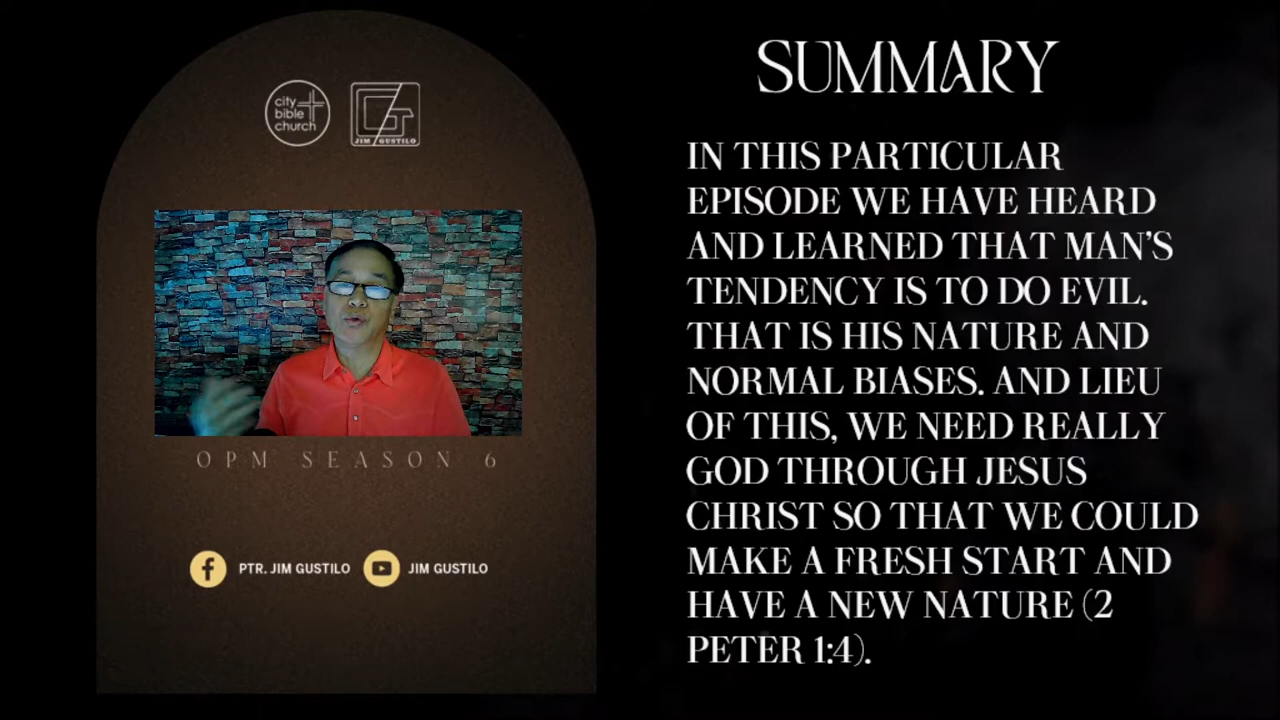 city
bible
church
JIM GUSTILO
OPM SEASON 6
PTR. JIM GUSTILO
JIM GUSTILO
SUMMARY
IN THIS PARTICULAR
EPISODE WE HAVE HEARD
AND LEARNED THAT MAN'S
TENDENCY IS TO DO EVIL.
THAT IS HIS NATURE AND
NORMAL BIASES. AND LIEU
OF THIS, WE NEED REALLY
GOD THROUGH JESUS
CHRIST SO THAT WE COULD
MAKE A FRESH START AND
HAVE A NEW NATURE (2
PETER 1:4).